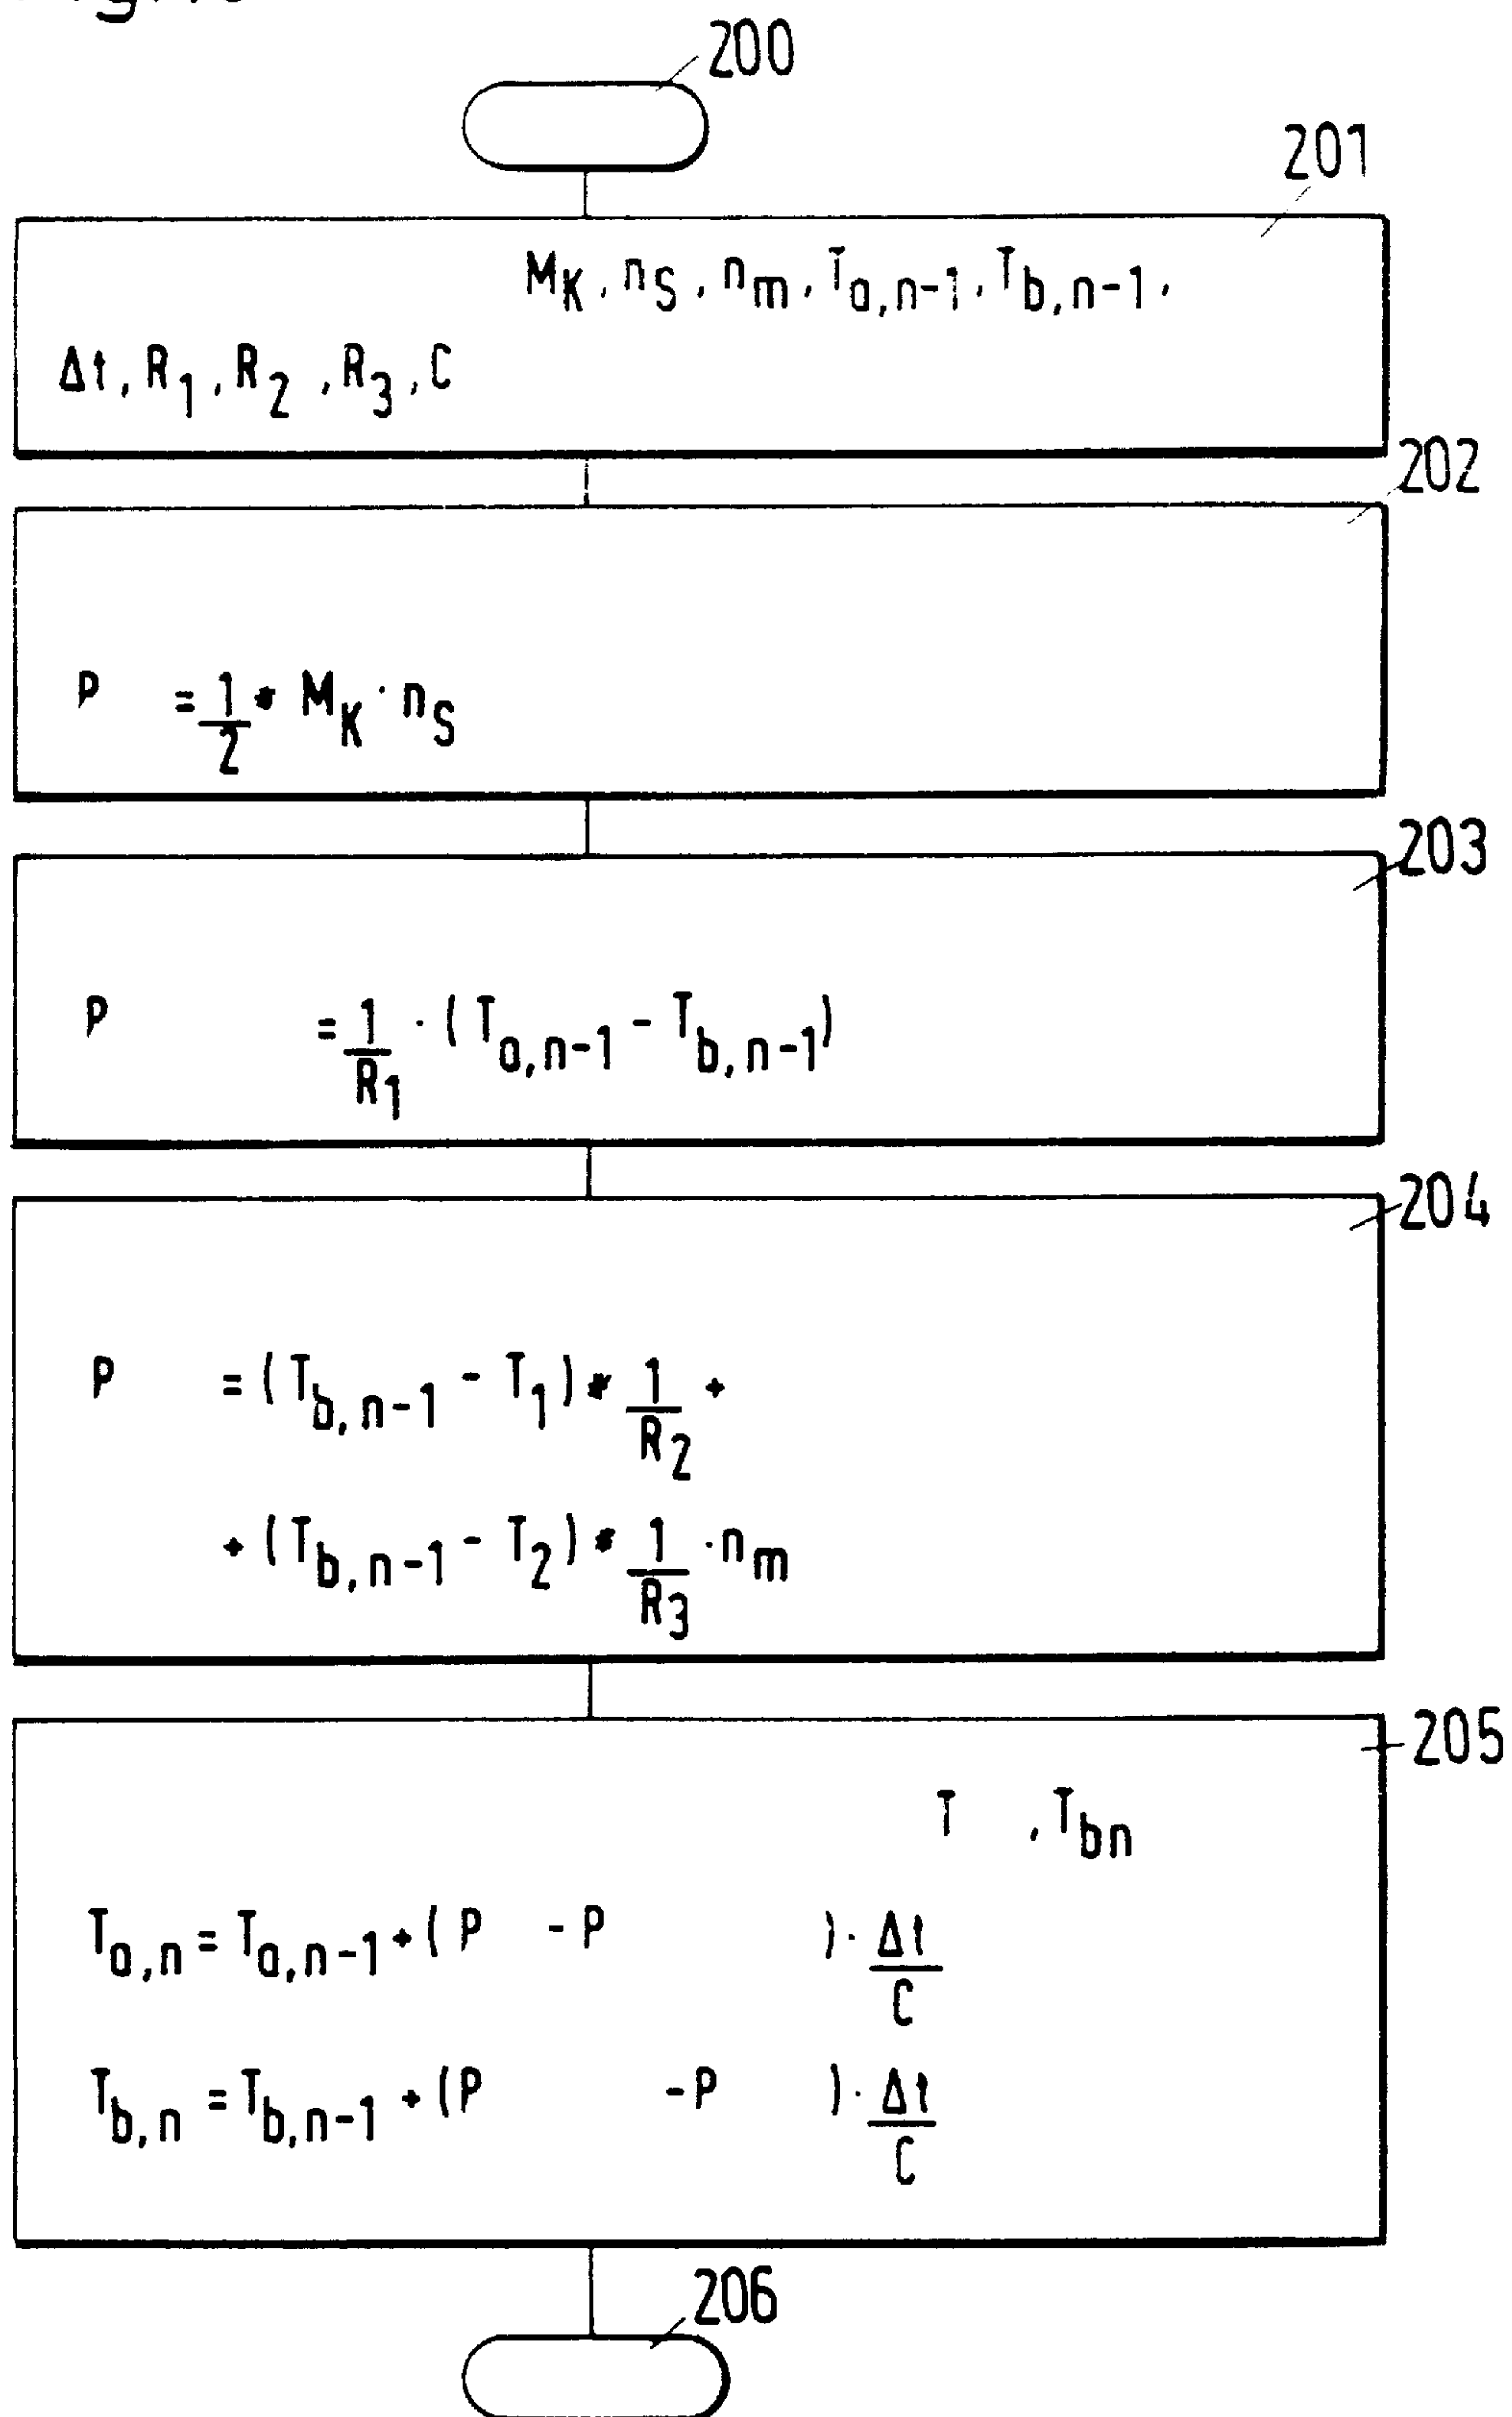 200
201
M_K, n_S, n_m, T_a,n-1, T_b,n-1,
Δt, R_1, R_2, R_3, C
202
P = 1/2 * M_K · n_S
203
P = 1/R_1 · (T_a,n-1 - T_b,n-1)
204
P = (T_b,n-1 - T_1) * 1/R_2 +
+ (T_b,n-1 - T_2) * 1/R_3 · n_m
205
T , T_bn
T_a,n = T_a,n-1 + (P - P ) · Δt/C
T_b,n = T_b,n-1 + (P - P ) · Δt/C
206